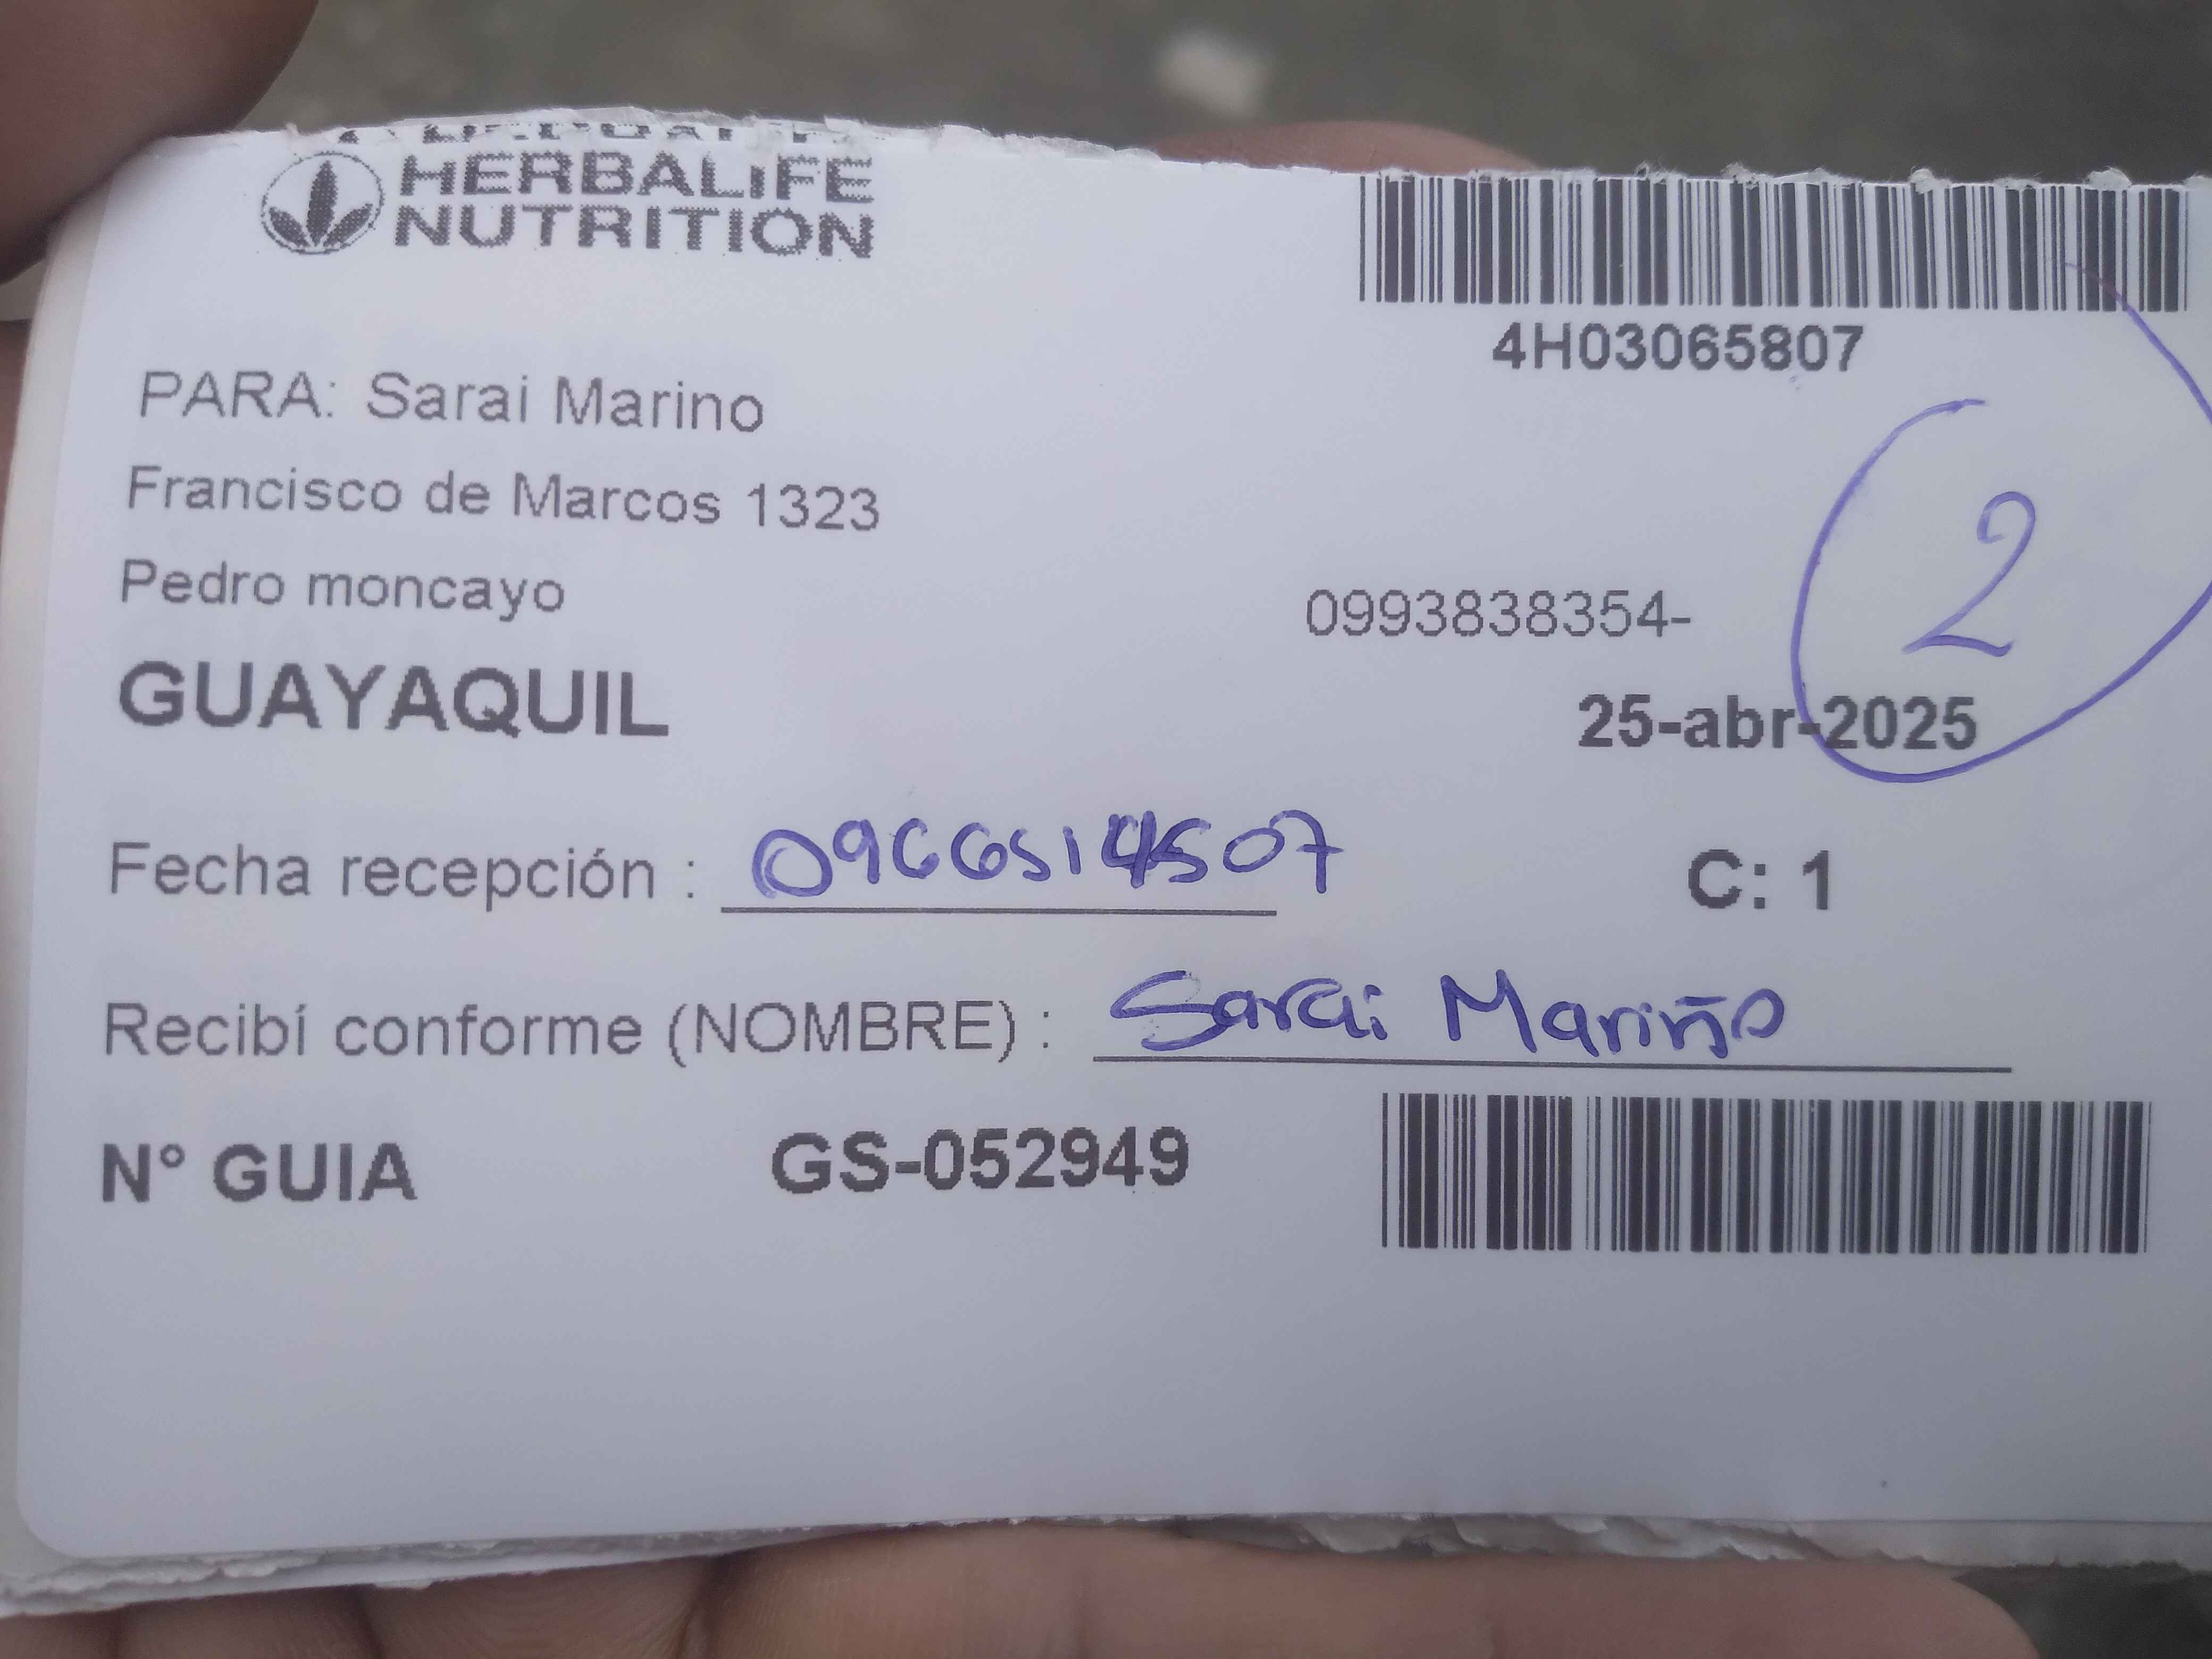 HERBALIFE
NUTRITION
4H03065807
PARA: Sarai Marino
Francisco de Marcos 1323
Pedro moncayo
0993838354-
2
GUAYAQUIL
25-abr-2025
Fecha recepción : 0966514507
C: 1
Recibí conforme (NOMBRE) : Sarai Mariño
N° GUIA GS-052949